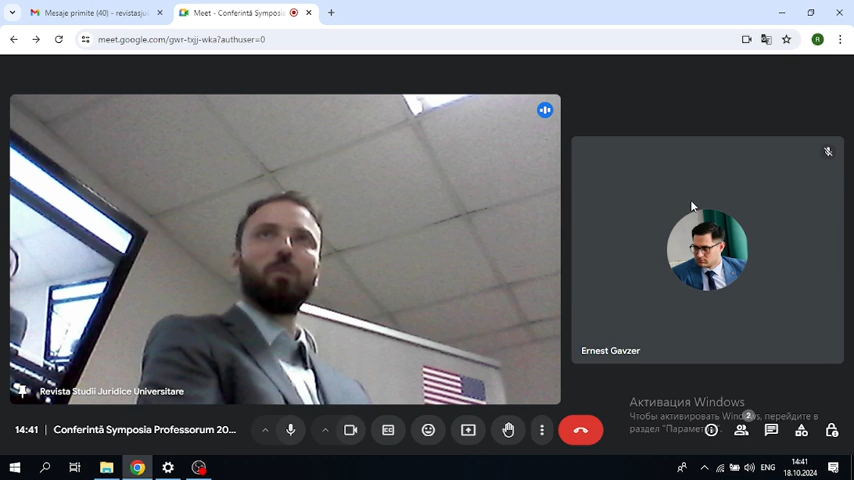 Mesaje primite (40) - revistasju
Meet - Conferință Symposi
meet.google.com/gwr-txjj-wka?authuser=0
Ernest Gavzer
Revista Studii Juridice Universitare
14:41 | Conferință Symposia Professorum 20...
2
Активация Windows
Чтобы активировать Windows, перейдите в
раздел "Парамет
ENG
14:41
18.10.2024